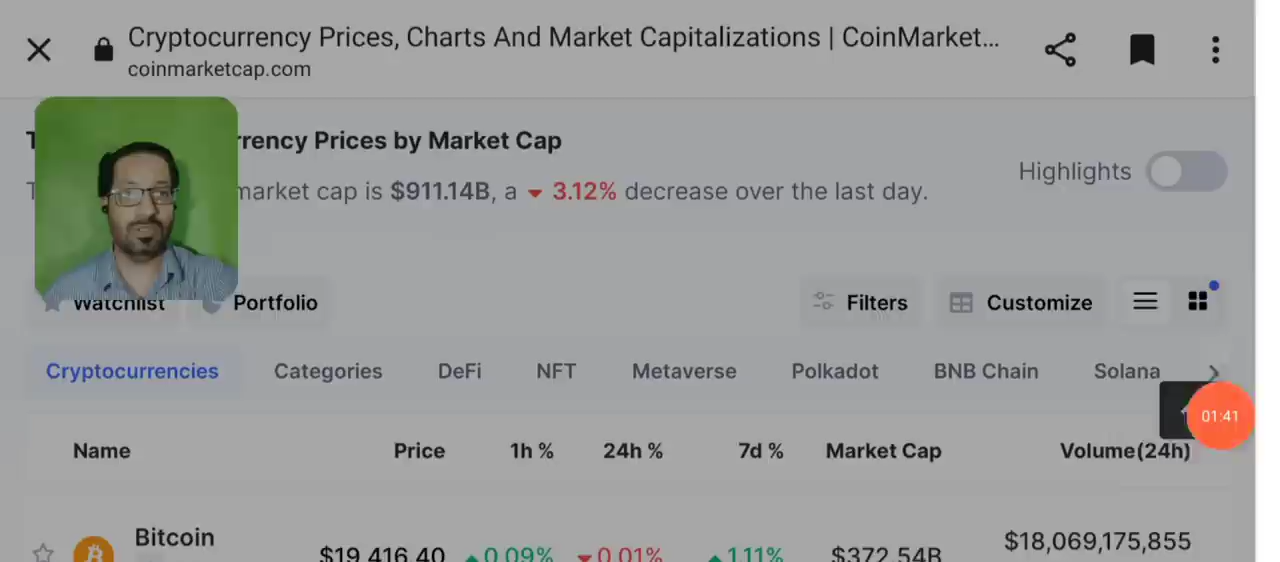 Cryptocurrency Prices, Charts And Market Capitalizations | CoinMarket...
coinmarketcap.com
Prices by Market Cap
market cap is $911.14B, a 3.12% decrease over the last day.
Highlights
Watchlist Portfolio Filters Customize
Cryptocurrencies Categories DeFi NFT Metaverse Polkadot BNB Chain Solana
01:41
Name Price 1h % 24h % 7d % Market Cap Volume(24h)
Bitcoin
$19,416.40 0.09% 0.01% 1.11% $372.54B $18,069,175,855